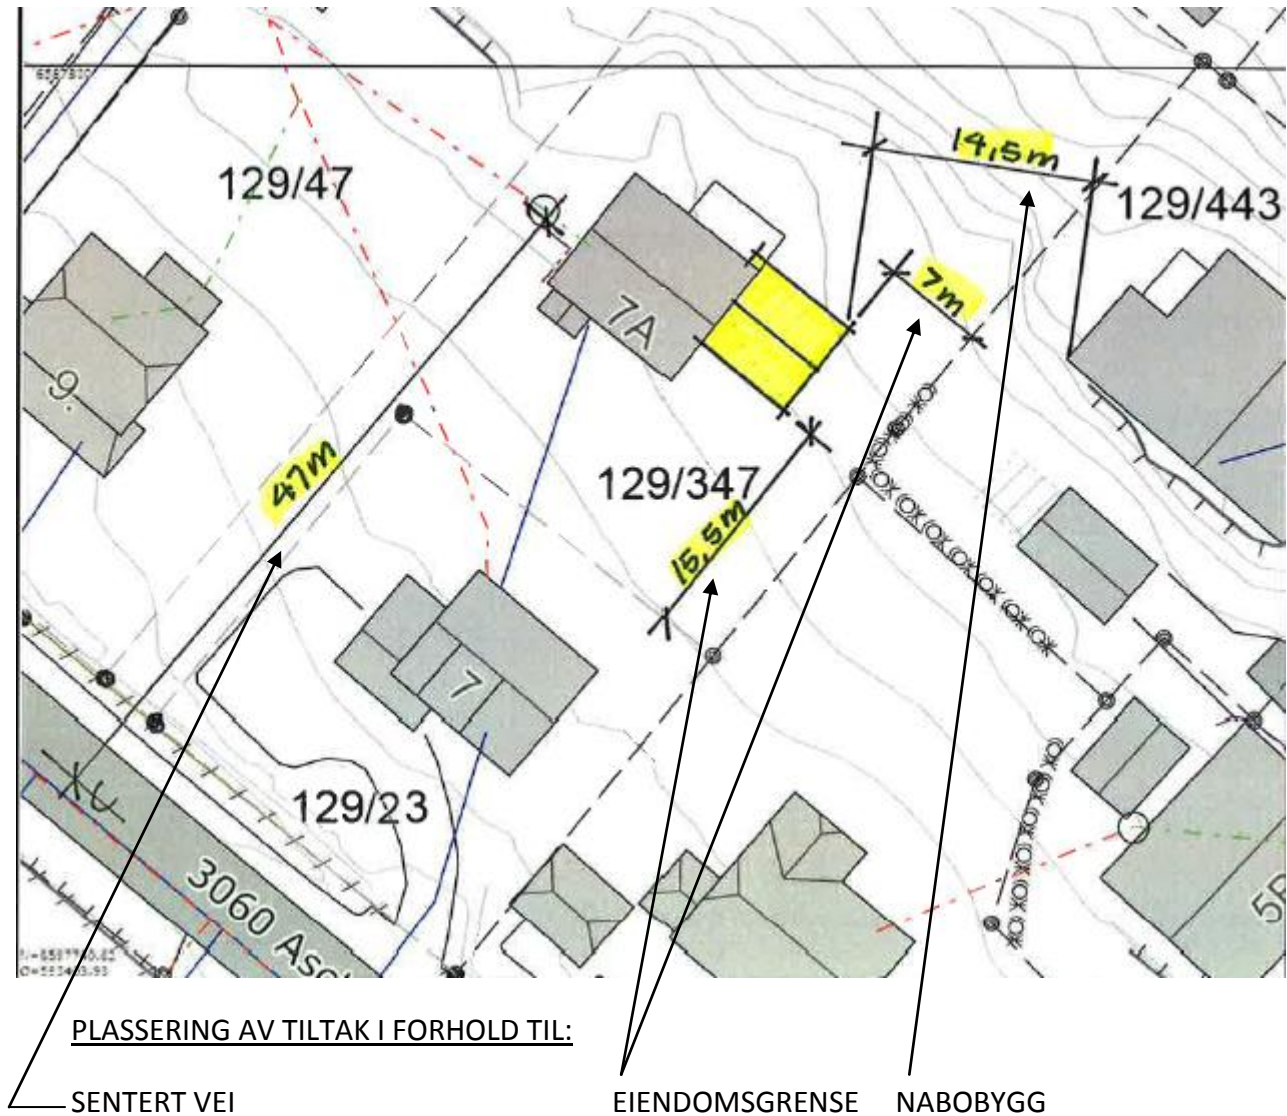 129/47
14,5m
129/443
7m
7A
9.
47m
129/347
15,5m
7
129/23
3060
PLASSERING AV TILTAK I FORHOLD TIL:
SENTERT VEI EIENDOMSGRENSE NABOBYGG